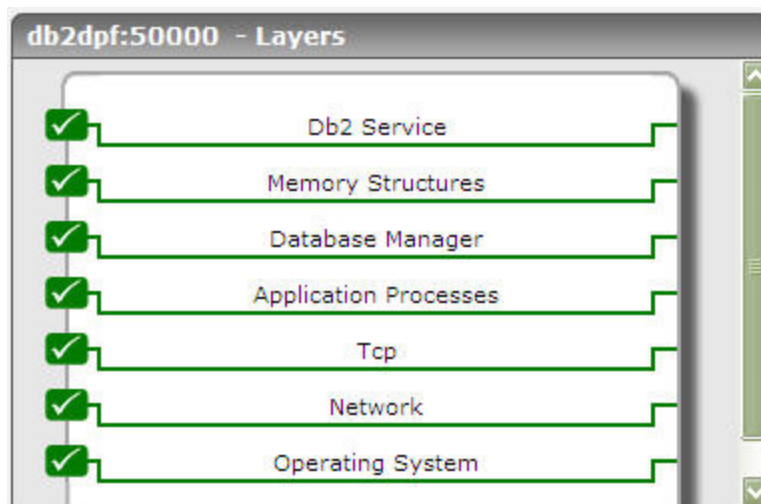 db2dpf:50000 - Layers
Db2 Service
Memory Structures
Database Manager
Application Processes
Tcp
Network
Operating System